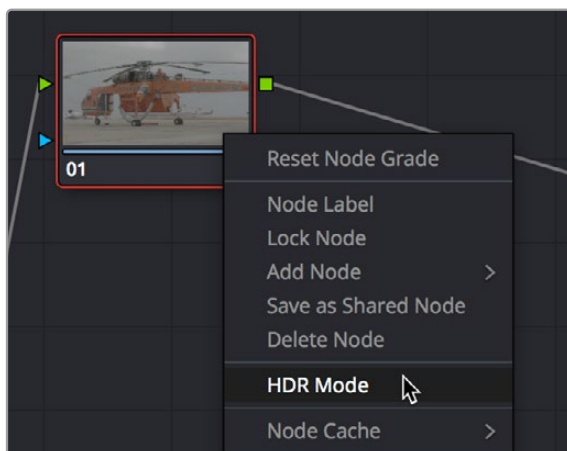 01
Reset Node Grade
Node Label
Lock Node
Add Node >
Save as Shared Node
Delete Node
HDR Mode
Node Cache >